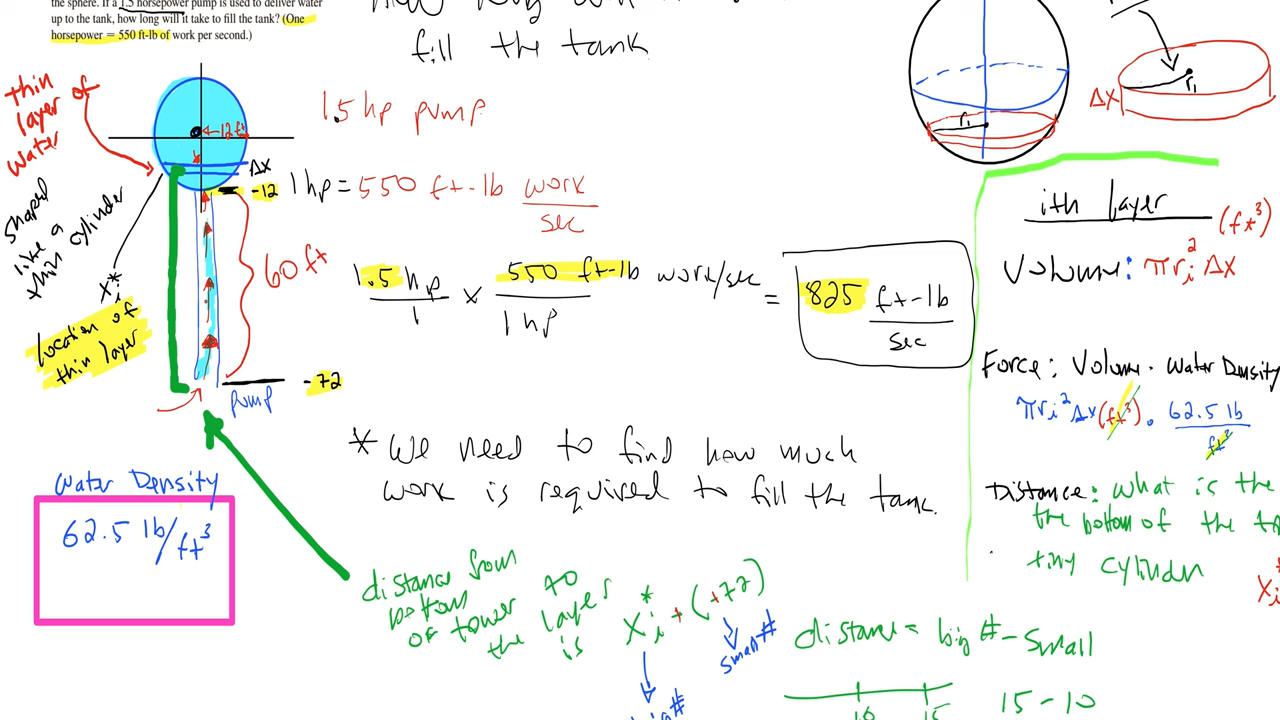 the sphere. If a 1.5 horsepower pump is used to deliver water
up to the tank, how long will it take to fill the tank? (One
horsepower = 550 ft-lb of work per second.)
fill the tank
thin
layer of
water
shaped
like a
thin cylinder
xi*
location of
thin layer
←12 ft
Δx
-12
60 ft
-72
pump
1.5 hp pump
1 hp = 550 ft-lb work/sec
1.5 hp/1 × 550 ft-lb/1 hp work/sec = 825 ft-lb/sec
* We need to find how much
work is required to fill the tank.
Water Density
62.5 lb/ft³
distance from
bottom
of tower to
the layer
is
xi* + (+72)
small #
big #
distance = big # - small
10 15
15 - 10
r1
Δx
r1
ith layer
(ft³)
Volume: πri² Δx
Force: Volume · Water Density
πri² Δx (ft³) · 62.5 lb/ft³
Distance: What is the
the bottom of the
tiny cylinder